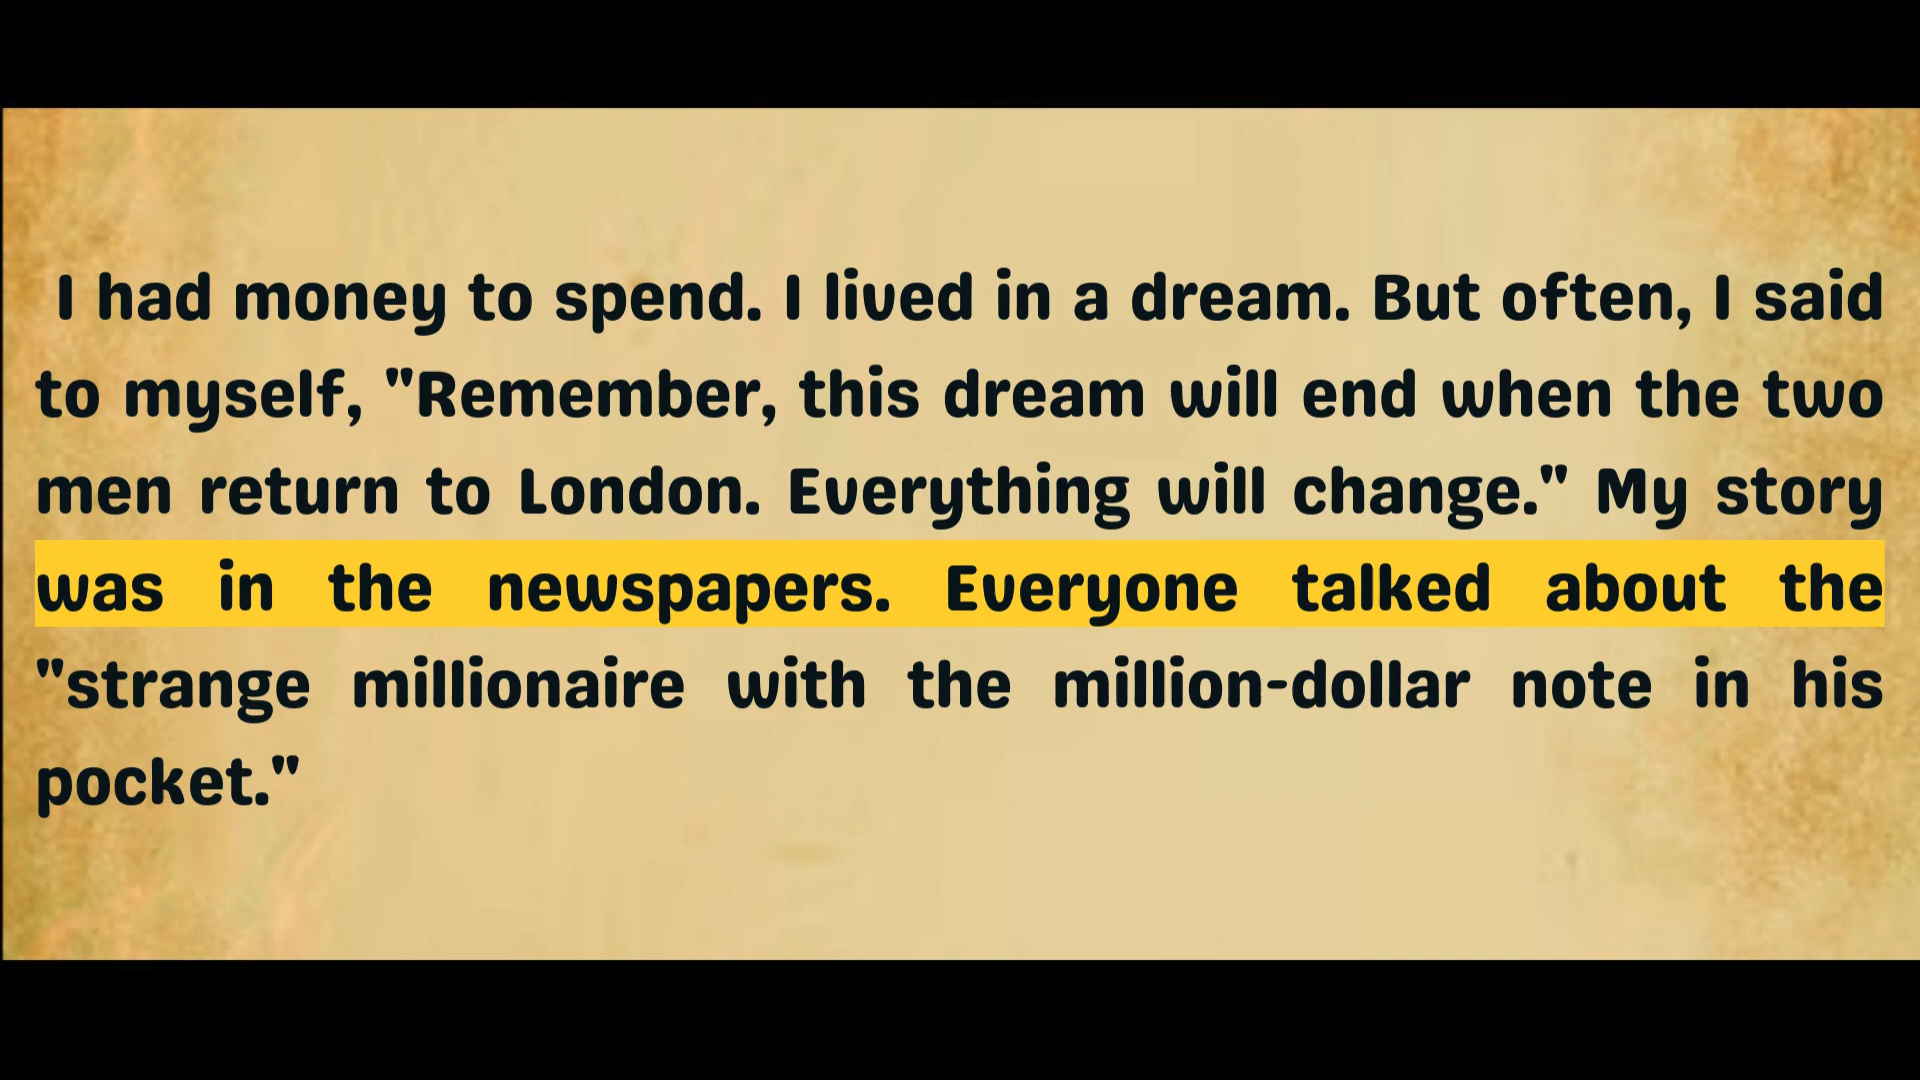 I had money to spend. I lived in a dream. But often, I said
to myself, "Remember, this dream will end when the two
men return to London. Everything will change." My story
was in the newspapers. Everyone talked about the
"strange millionaire with the million-dollar note in his
pocket."